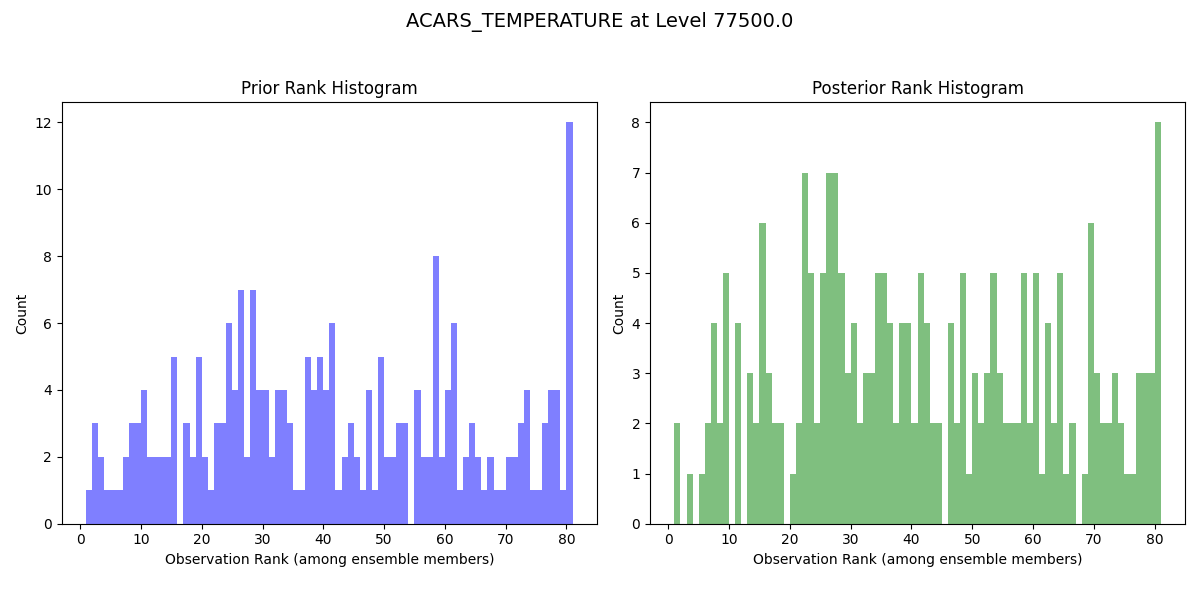 ACARS_TEMPERATURE at Level 77500.0
Prior Rank Histogram
12
10
8
6
4
2
0
Count
0 10 20 30 40 50 60 70 80
Observation Rank (among ensemble members)
Posterior Rank Histogram
8
7
6
5
4
3
2
1
0
Count
0 10 20 30 40 50 60 70 80
Observation Rank (among ensemble members)